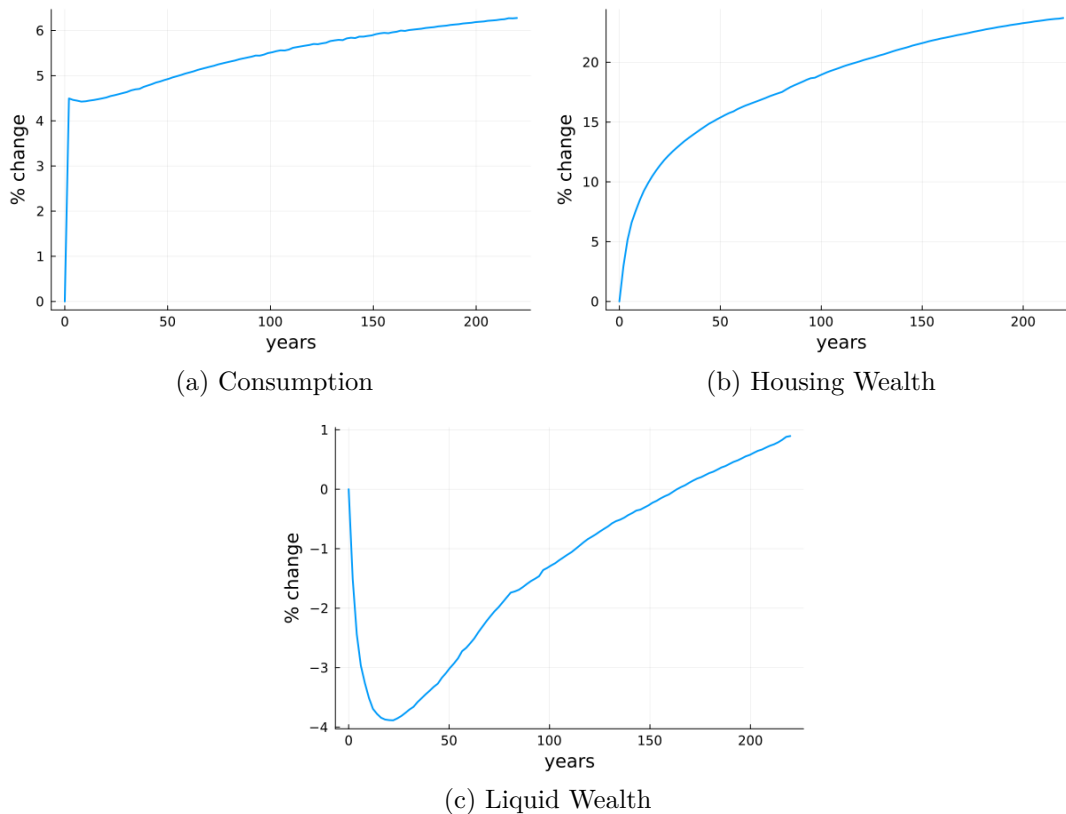 % change
6
5
4
3
2
1
0
0 50 100 150 200
years
(a) Consumption
% change
20
15
10
5
0
0 50 100 150 200
years
(b) Housing Wealth
% change
1
0
−1
−2
−3
−4
0 50 100 150 200
years
(c) Liquid Wealth